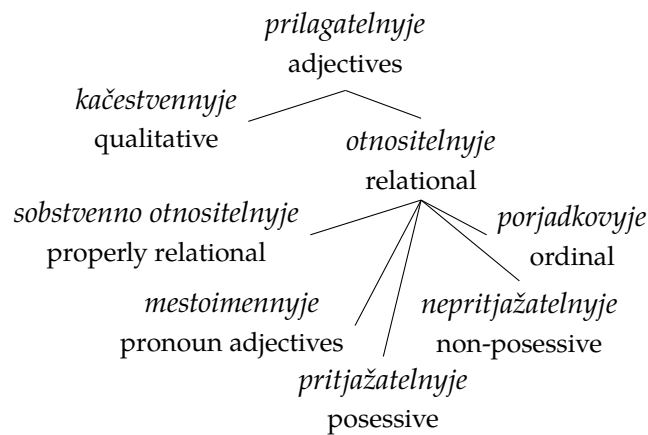 prilagatelnyje
adjectives
kačestvennyje
qualitative
otnositelnyje
relational
sobstvenno otnositelnyje
properly relational
porjadkovyje
ordinal
mestoimennyje
pronoun adjectives
nepritjažatelnyje
non-posessive
pritjažatelnyje
posessive